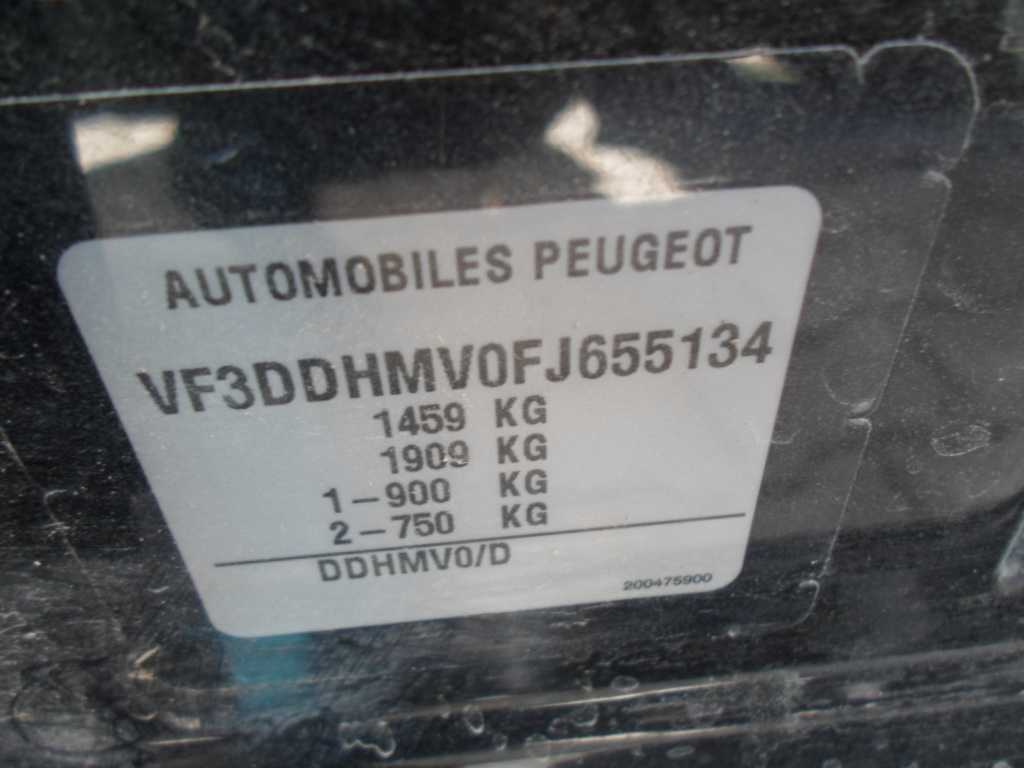 AUTOMOBILES PEUGEOT
VF3DDHMV0FJ655134
1459 KG
1909 KG
1-900 KG
2-750 KG
DDHMV0/D
200475900